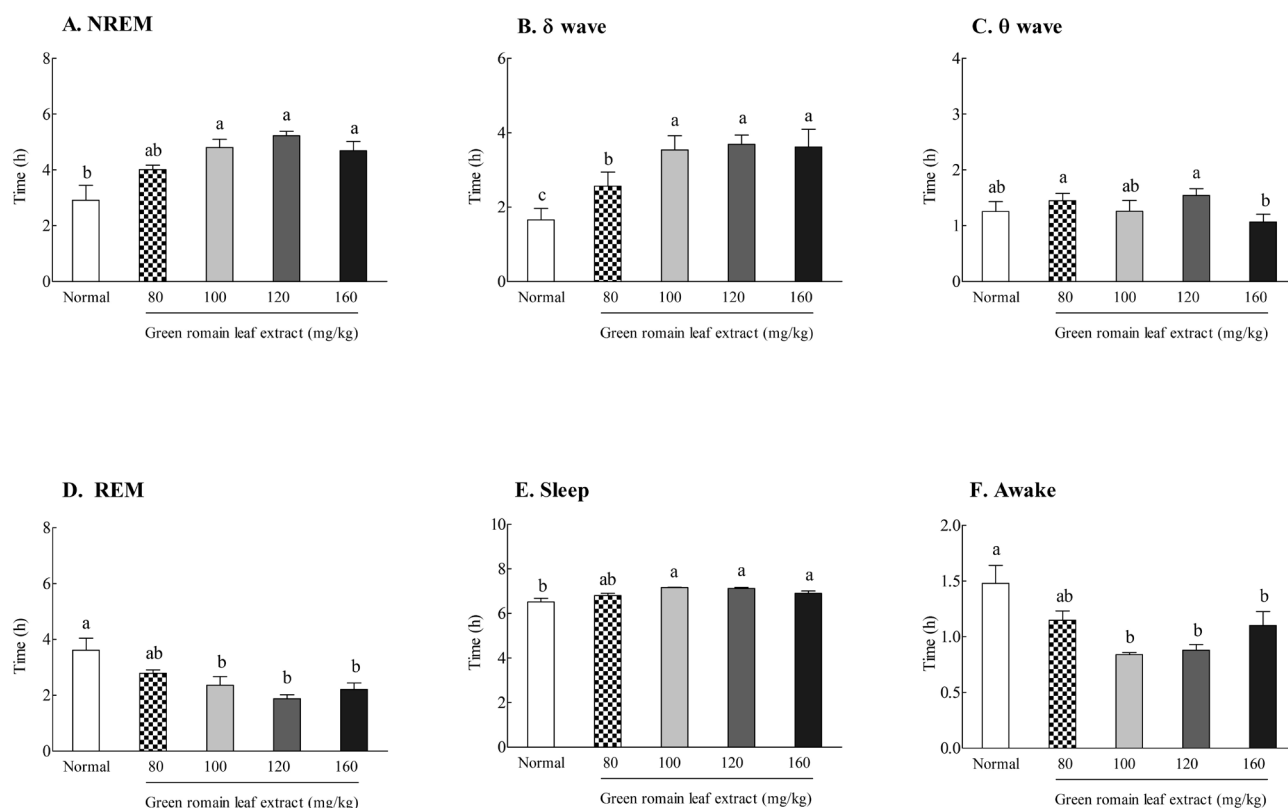 A. NREM
8
6
4
2
0
Time (h)
b
ab
a
a
a
Normal 80 100 120 160
Green romain leaf extract (mg/kg)
B. δ wave
6
4
2
0
Time (h)
c
b
a
a
a
Normal 80 100 120 160
Green romain leaf extract (mg/kg)
C. θ wave
4
3
2
1
0
Time (h)
ab
a
ab
a
b
Normal 80 100 120 160
Green romain leaf extract (mg/kg)
D. REM
8
6
4
2
0
Time (h)
a
ab
b
b
b
Normal 80 100 120 160
Green romain leaf extract (mg/kg)
E. Sleep
10
8
6
4
2
0
Time (h)
b
ab
a
a
a
Normal 80 100 120 160
Green romain leaf extract (mg/kg)
F. Awake
2.0
1.5
1.0
0.5
0.0
Time (h)
a
ab
b
b
b
Normal 80 100 120 160
Green romain leaf extract (mg/kg)